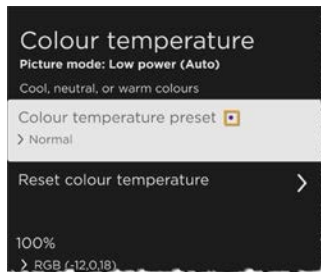 Colour temperature
Picture mode: Low power (Auto)
Cool, neutral, or warm colours
Colour temperature preset
> Normal
Reset colour temperature
100%
> RGB (-12,0,18)